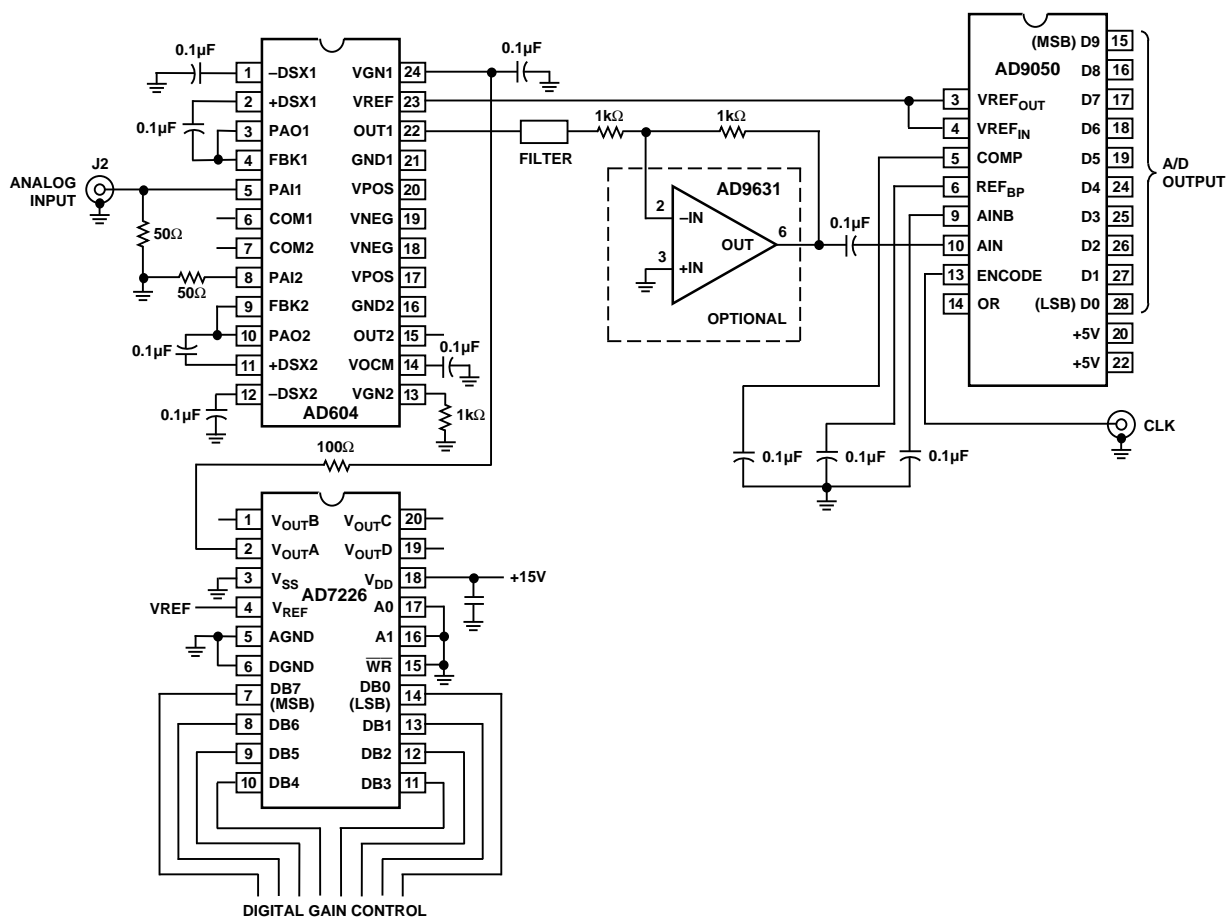 0.1µF
1 –DSX1 VGN1 24
2 +DSX1 VREF 23
0.1µF
3 PAO1 OUT1 22
4 FBK1 GND1 21
J2
ANALOG
INPUT
5 PAI1 VPOS 20
6 COM1 VNEG 19
50Ω
7 COM2 VNEG 18
8 PAI2 VPOS 17
50Ω
9 FBK2 GND2 16
10 PAO2 OUT2 15
0.1µF
11 +DSX2 VOCM 14
0.1µF
12 –DSX2 VGN2 13
0.1µF
AD604
1kΩ
0.1µF
FILTER
1kΩ
1kΩ
AD9631
2 –IN
3 +IN
OUT
6
OPTIONAL
0.1µF
AD9050
(MSB) D9 15
D8 16
3 VREFOUT D7 17
4 VREFIN D6 18
5 COMP D5 19
6 REFBP D4 24
9 AINB D3 25
10 AIN D2 26
13 ENCODE D1 27
14 OR (LSB) D0 28
+5V 20
+5V 22
A/D
OUTPUT
CLK
0.1µF
0.1µF
0.1µF
100Ω
1 VOUTB VOUTC 20
2 VOUTA VOUTD 19
3 VSS VDD 18
+15V
AD7226
VREF
4 VREF A0 17
5 AGND A1 16
6 DGND WR 15
7 DB7 (MSB) DB0 (LSB) 14
8 DB6 DB1 13
9 DB5 DB2 12
10 DB4 DB3 11
DIGITAL GAIN CONTROL